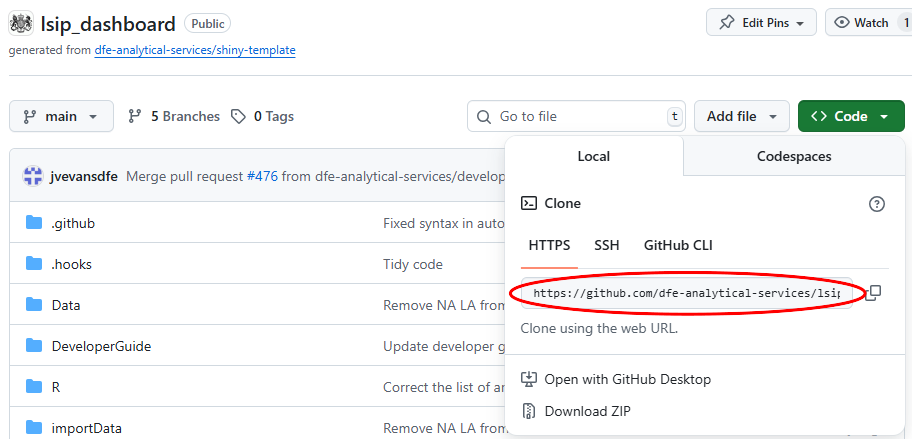 lsip_dashboard Public Edit Pins Watch 1
generated from dfe-analytical-services/shiny-template
main 5 Branches 0 Tags Go to file t Add file <> Code
Local Codespaces
jvevansdfe Merge pull request #476 from dfe-analytical-services/develop
Clone ?
.github Fixed syntax in auto
HTTPS SSH GitHub CLI
.hooks Tidy code
https://github.com/dfe-analytical-services/lsip
Data Remove NA LA from
Clone using the web URL.
DeveloperGuide Update developer g
Open with GitHub Desktop
R Correct the list of ar
Download ZIP
importData Remove NA LA from